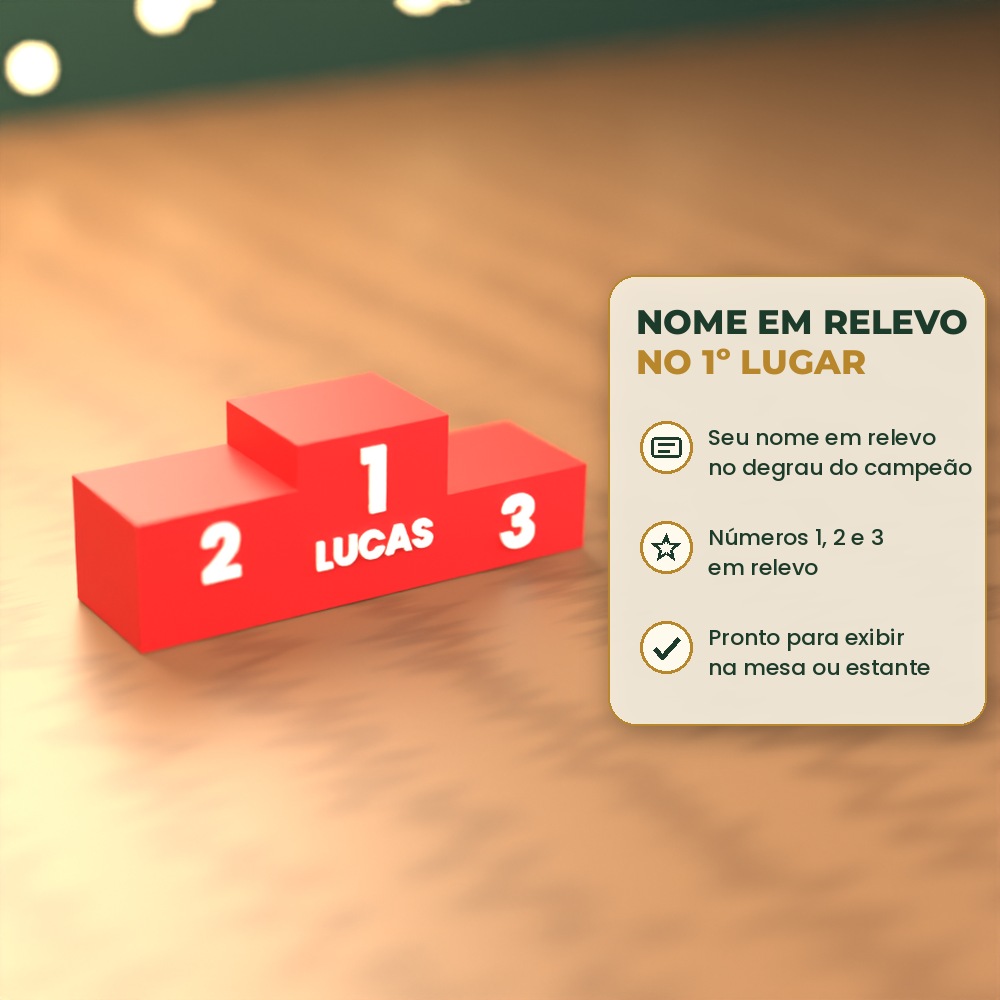 1
LUCAS
2
3
NOME EM RELEVO
NO 1º LUGAR
Seu nome em relevo
no degrau do campeão
Números 1, 2 e 3
em relevo
Pronto para exibir
na mesa ou estante